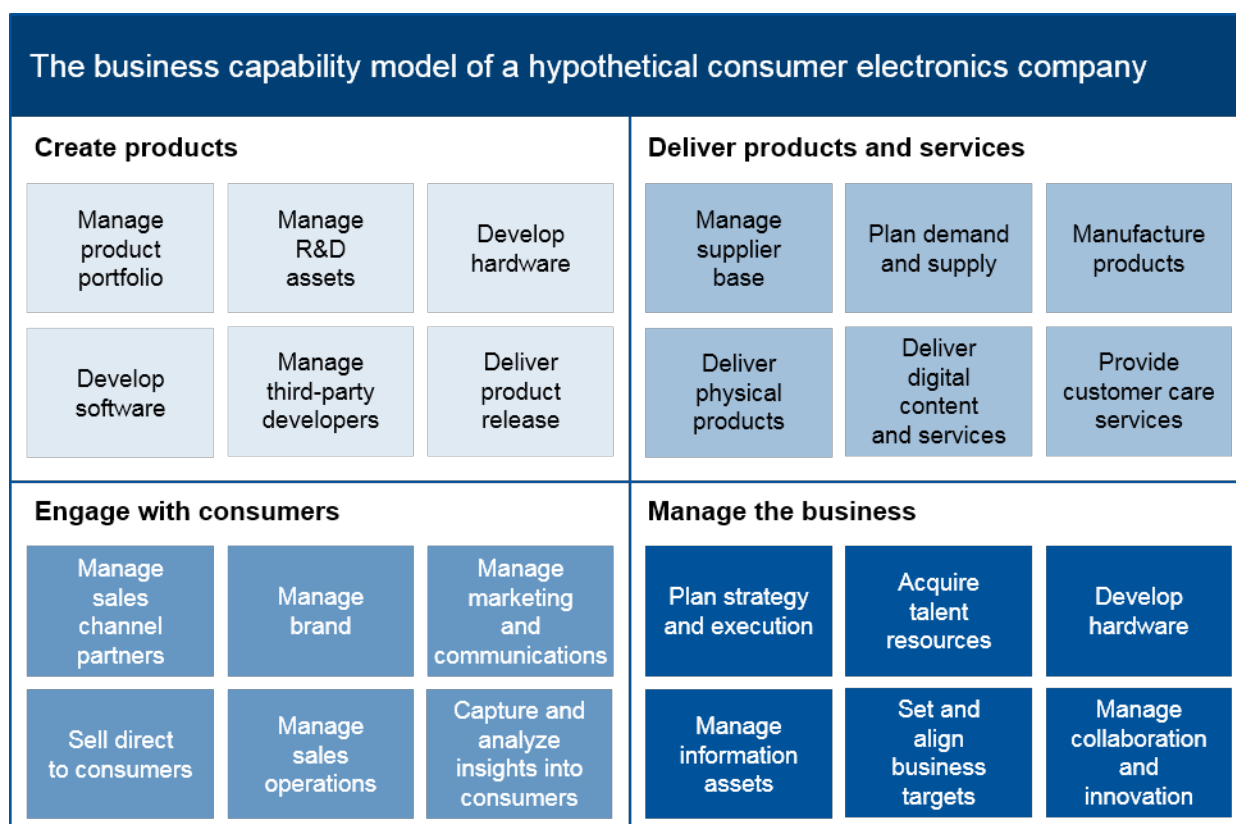 The business capability model of a hypothetical consumer electronics company
Create products
Manage
product
portfolio
Manage
R&D
assets
Develop
hardware
Develop
software
Manage
third-party
developers
Deliver
product
release
Deliver products and services
Manage
supplier
base
Plan demand
and supply
Manufacture
products
Deliver
physical
products
Deliver
digital
content
and services
Provide
customer care
services
Engage with consumers
Manage
sales
channel
partners
Manage
brand
Manage
marketing
and
communications
Sell direct
to consumers
Manage
sales
operations
Capture and
analyze
insights into
consumers
Manage the business
Plan strategy
and execution
Acquire
talent
resources
Develop
hardware
Manage
information
assets
Set and
align
business
targets
Manage
collaboration
and
innovation